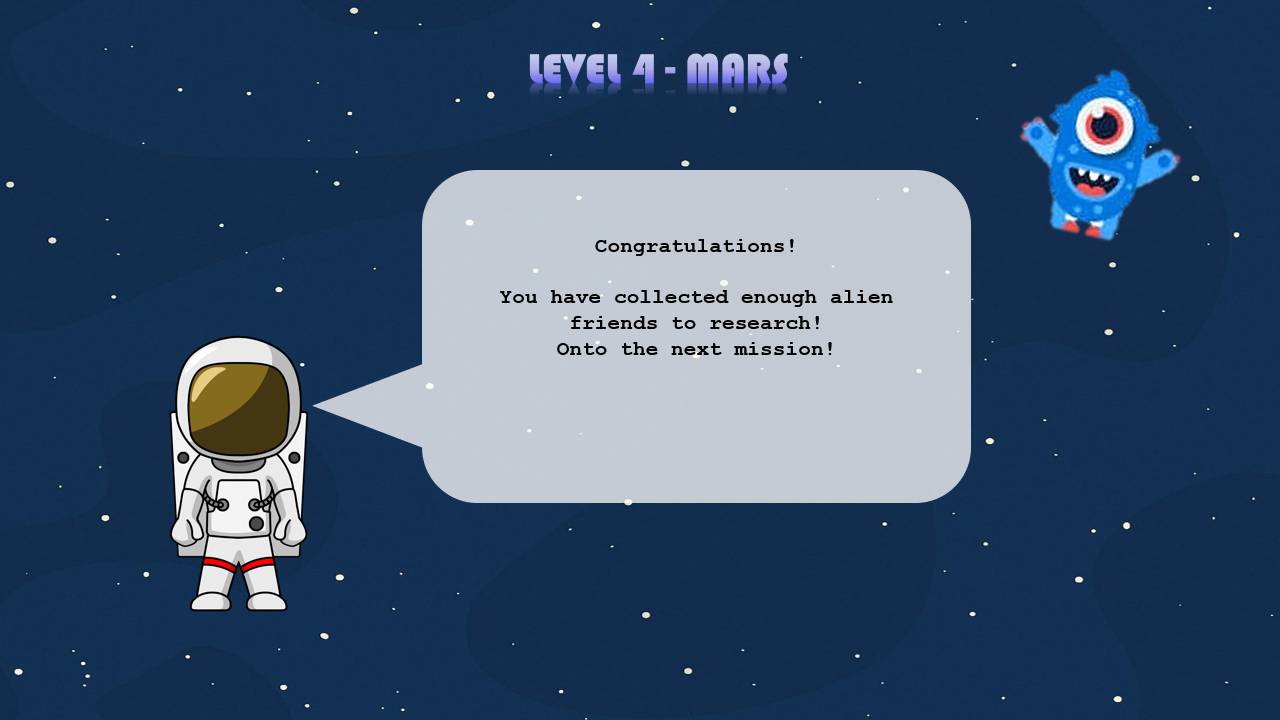 LEVEL 4 - MARS
Congratulations!
You have collected enough alien
friends to research!
Onto the next mission!